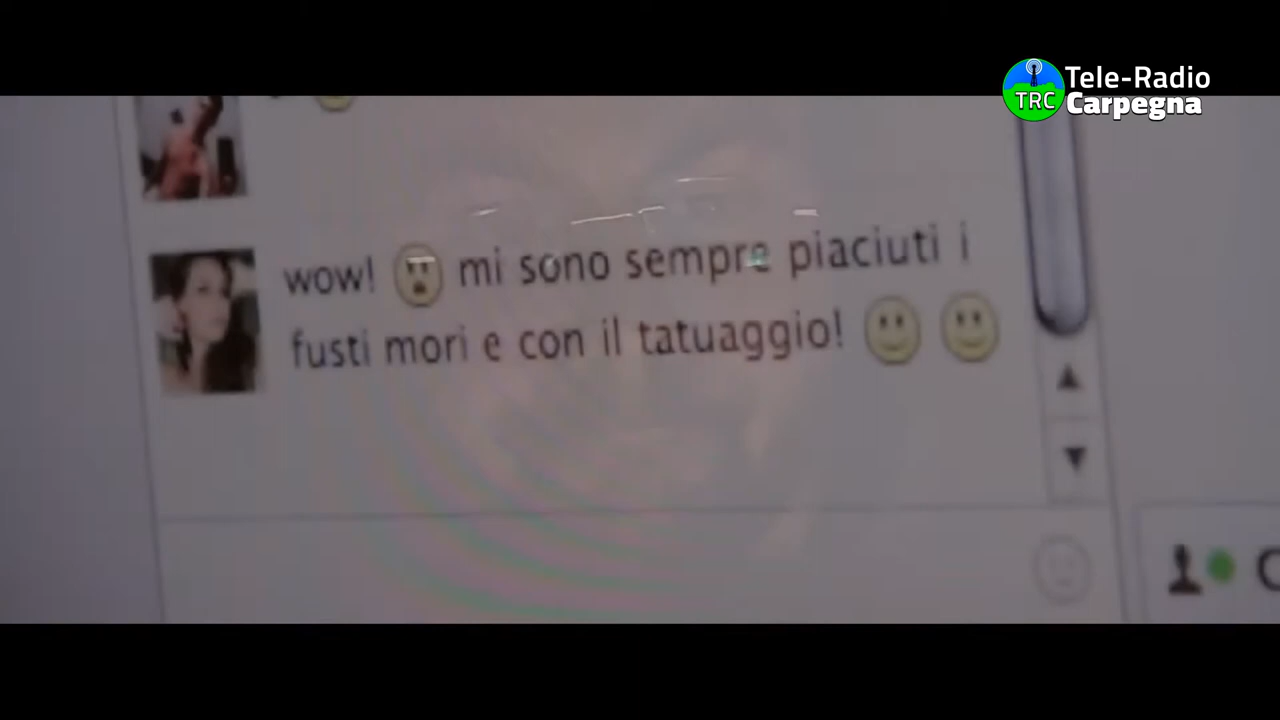 Tele-Radio
TRC Carpegna
wow! mi sono sempre piaciuti i
fusti mori e con il tatuaggio!
C